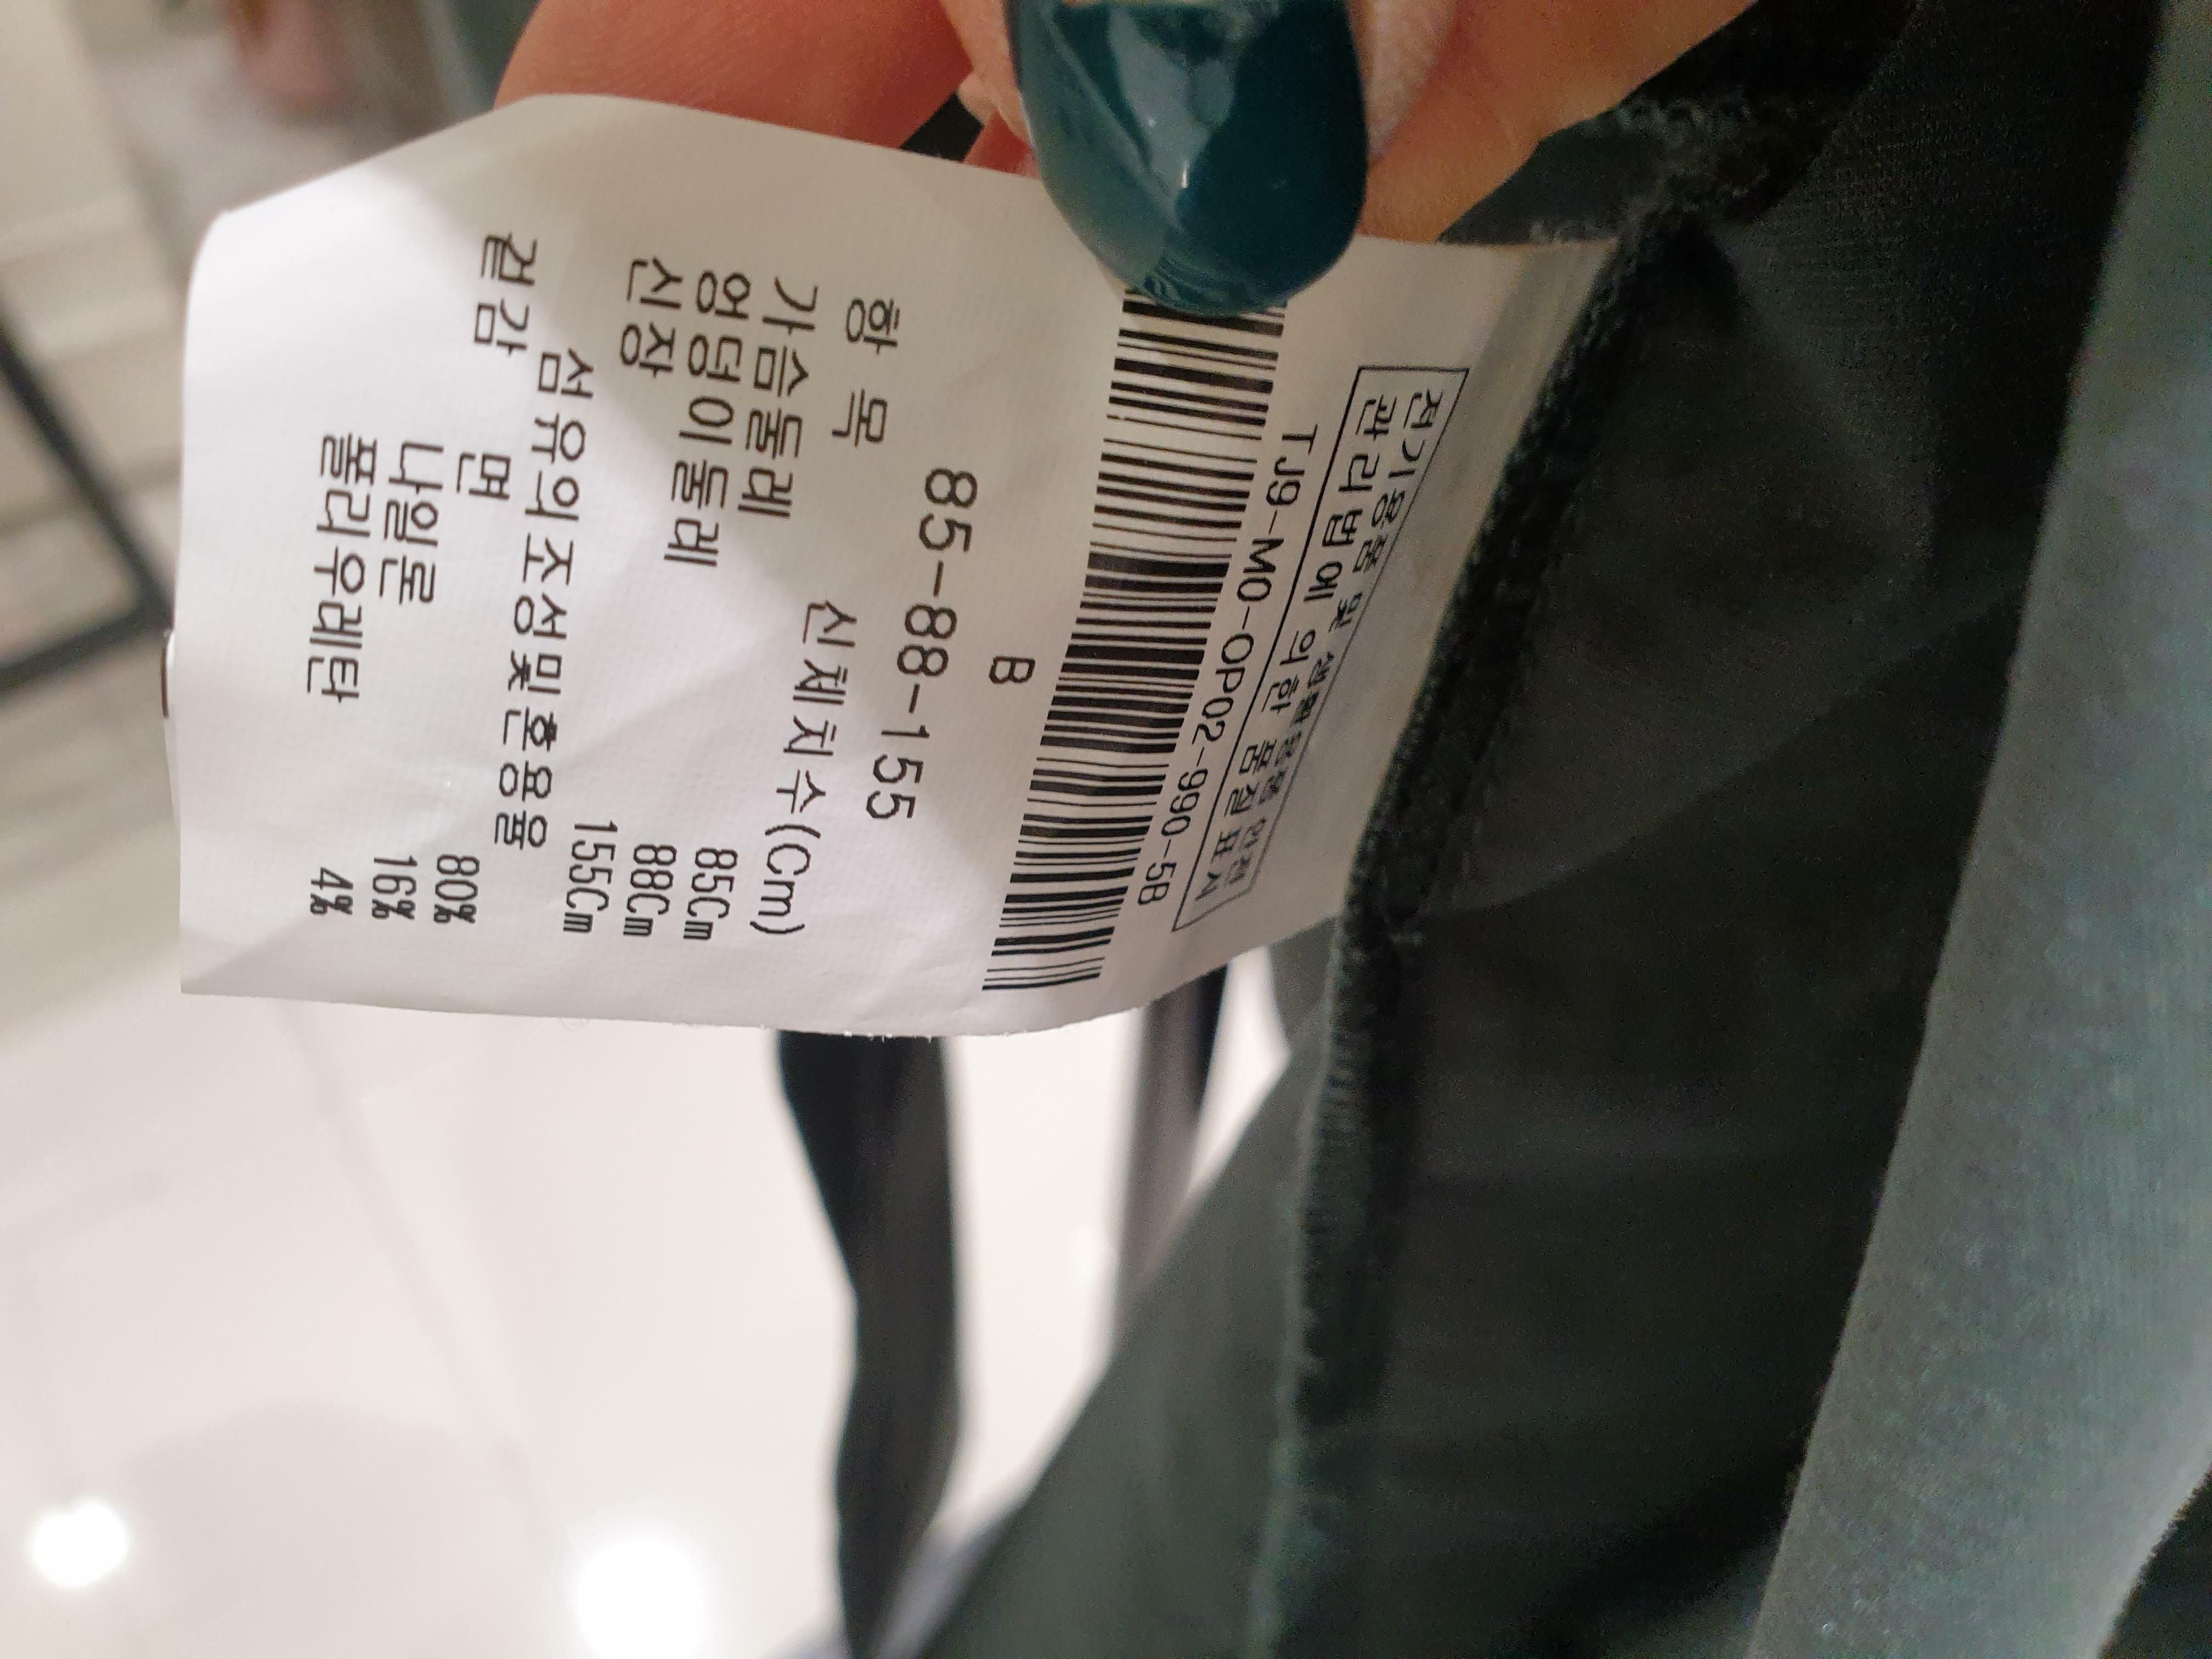 전기용품 및 생활용품 안전
관리법에 의한 품질표시
TJ9-M0-OP02-990-5B
B
85-88-155
항 목 신체치수(Cm)
가슴둘레 85Cm
엉덩이둘레 88Cm
신장 155Cm
섬유의조성및혼용율
겉감 면 80%
나일론 16%
폴리우레탄 4%